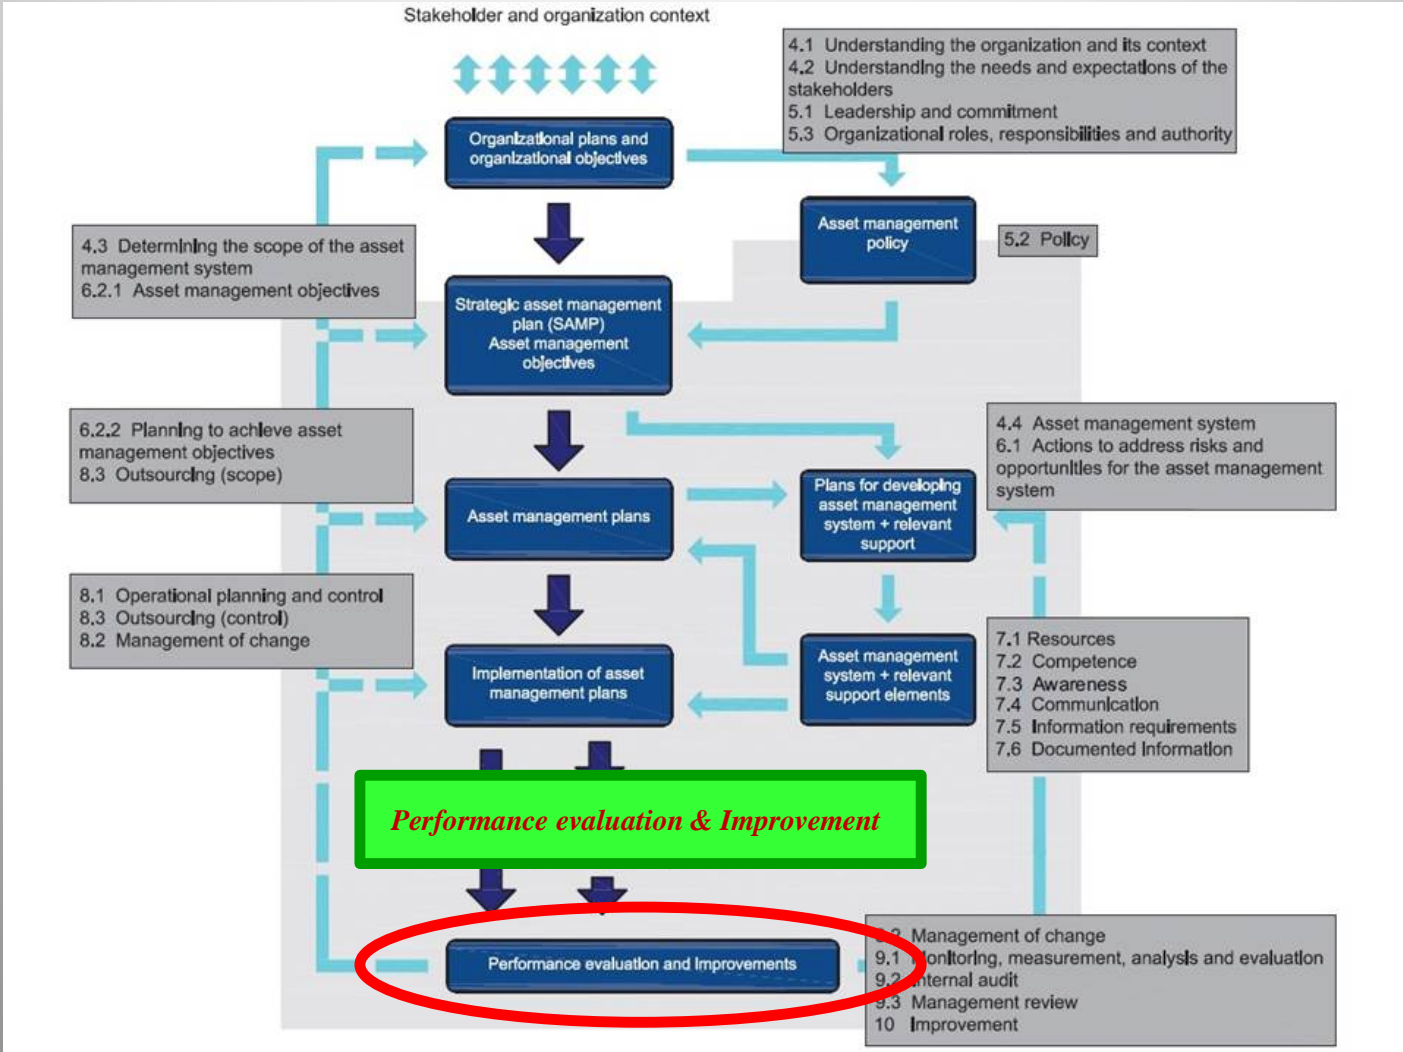 Stakeholder and organization context
4.1 Understanding the organization and its context
4.2 Understanding the needs and expectations of the
stakeholders
5.1 Leadership and commitment
5.3 Organizational roles, responsibilities and authority
Organizational plans and
organizational objectives
Asset management
policy
5.2 Policy
4.3 Determining the scope of the asset
management system
6.2.1 Asset management objectives
Strategic asset management
plan (SAMP)
Asset management
objectives
6.2.2 Planning to achieve asset
management objectives
8.3 Outsourcing (scope)
4.4 Asset management system
6.1 Actions to address risks and
opportunities for the asset management
system
Asset management plans
Plans for developing
asset management
system + relevant
support
8.1 Operational planning and control
8.3 Outsourcing (control)
8.2 Management of change
Implementation of asset
management plans
Asset management
system + relevant
support elements
7.1 Resources
7.2 Competence
7.3 Awareness
7.4 Communication
7.5 Information requirements
7.6 Documented Information
Performance evaluation & Improvement
Performance evaluation and Improvements
8.2 Management of change
9.1 Monitoring, measurement, analysis and evaluation
9.2 Internal audit
9.3 Management review
10 Improvement